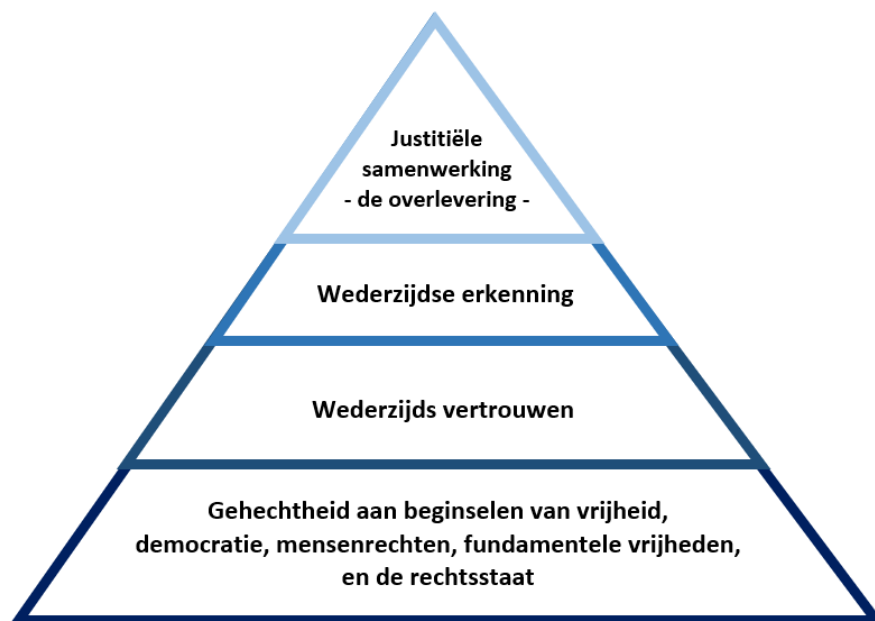 Justitiële
samenwerking
- de overlevering -
Wederzijdse erkenning
Wederzijds vertrouwen
Gehechtheid aan beginselen van vrijheid,
democratie, mensenrechten, fundamentele vrijheden,
en de rechtsstaat